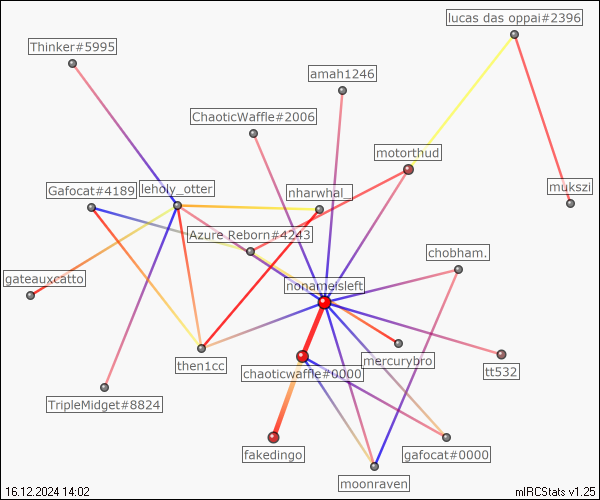 lucas das oppai#2396
Thinker#5995
amah1246
ChaoticWaffle#2006
motorthud
mukszi
Gafocat#4189
leholy_otter
nharwhal_
Azure Reborn#4243
chobham.
gateauxcatto
nonameisleft
then1cc
mercurybro
chaoticwaffle#0000
tt532
TripleMidget#8824
fakedingo
gafocat#0000
moonraven
16.12.2024 14:02
mIRCStats v1.25